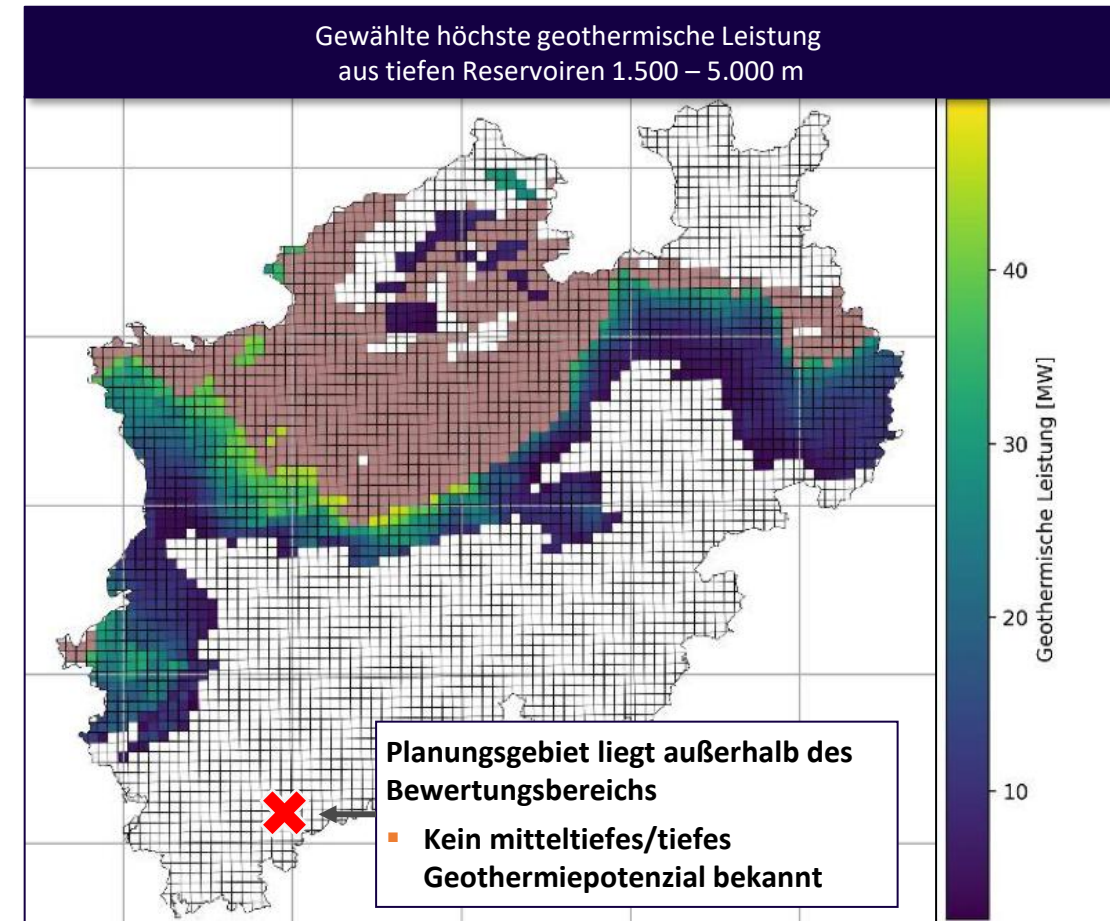 Gewählte höchste geothermische Leistung
aus tiefen Reservoiren 1.500 – 5.000 m
40
30
20
10
Geothermische Leistung [MW]
Planungsgebiet liegt außerhalb des
Bewertungsbereichs
Kein mitteltiefes/tiefes
Geothermiepotenzial bekannt